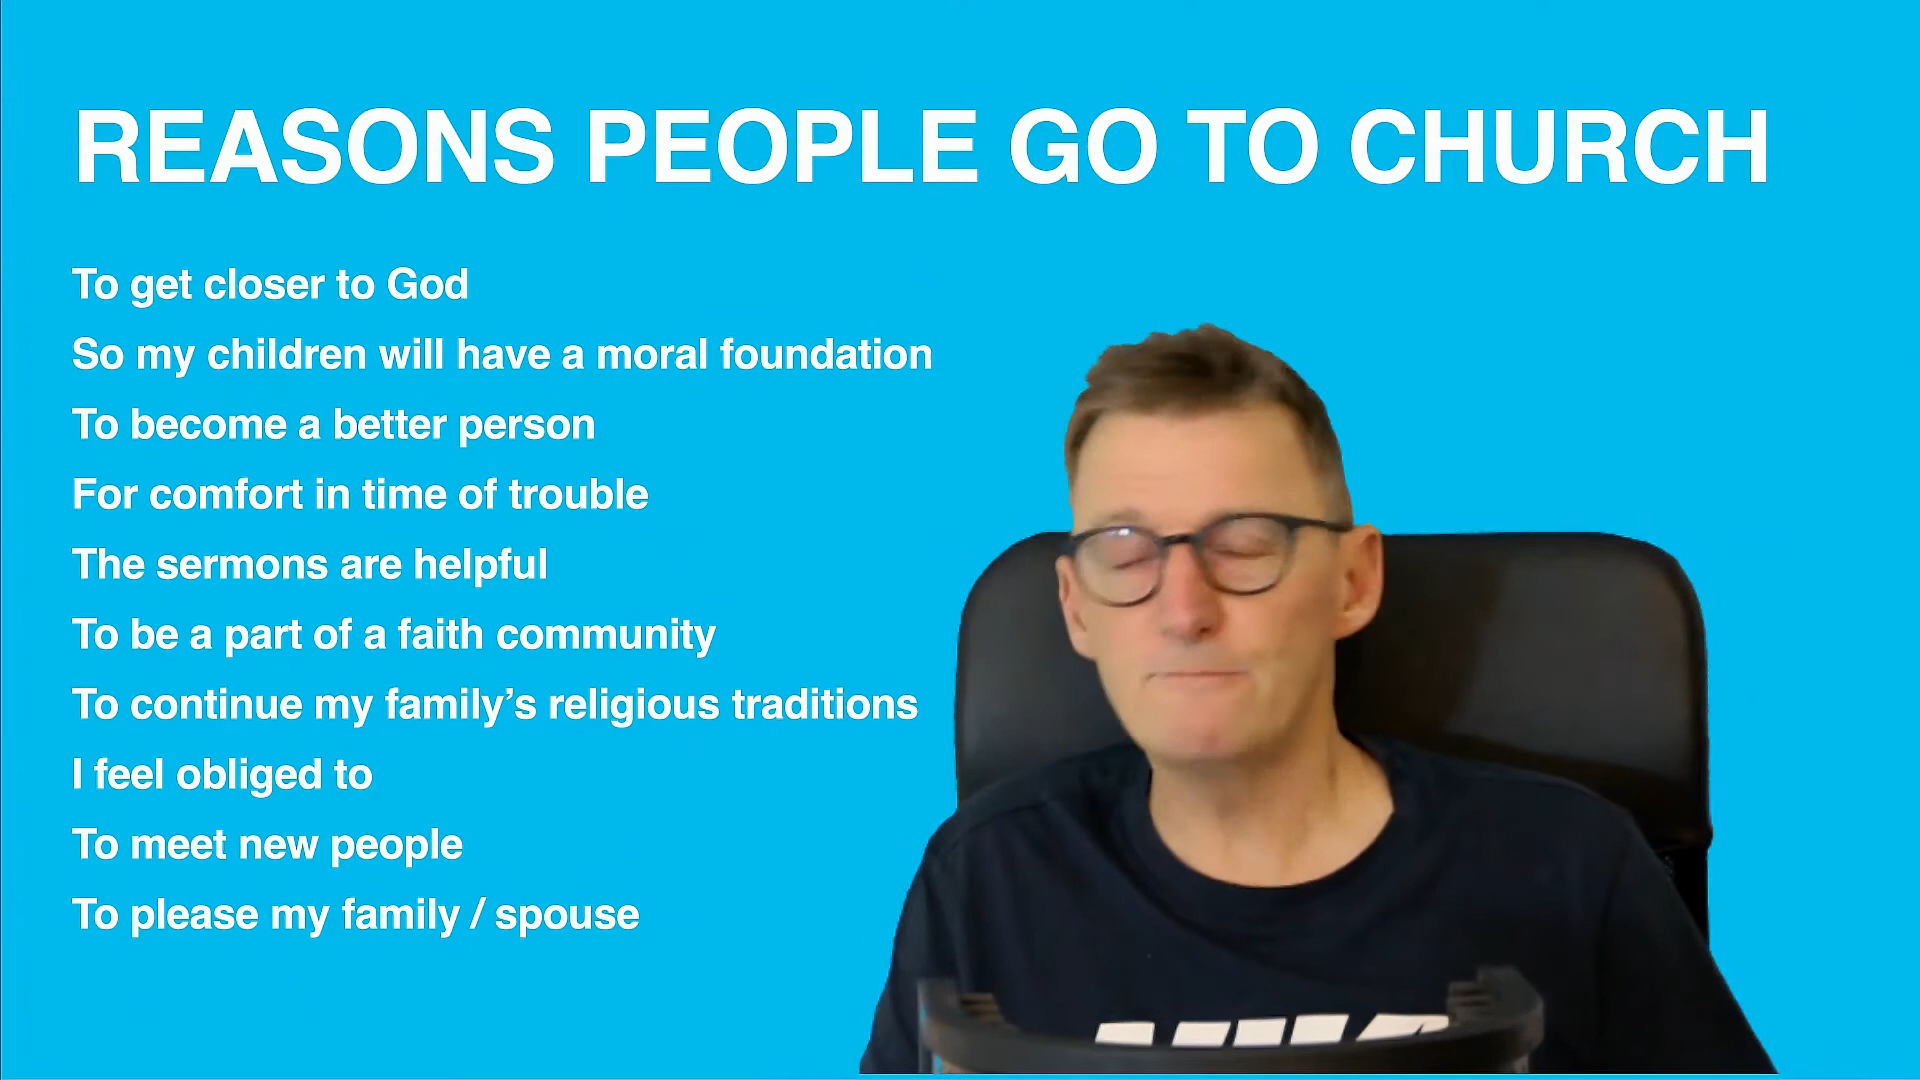 REASONS PEOPLE GO TO CHURCH
To get closer to God
So my children will have a moral foundation
To become a better person
For comfort in time of trouble
The sermons are helpful
To be a part of a faith community
To continue my family’s religious traditions
I feel obliged to
To meet new people
To please my family / spouse